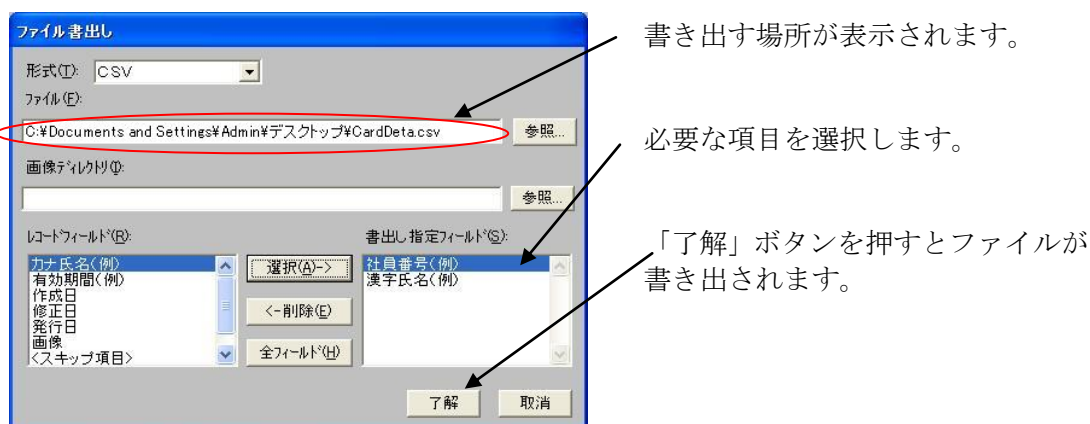 ファイル書出し
形式(T): CSV
ファイル(F):
C:¥Documents and Settings¥Admin¥デスクトップ¥CardDeta.csv
参照...
画像ディレクトリ(I):
参照...
レコードフィールド(R):
カナ氏名(例)
有効期間(例)
作成日
修正日
発行日
画像
<スキップ項目>
選択(A)->
<-削除(E)
全フィールド(H)
書出し指定フィールド(S):
社員番号(例)
漢字氏名(例)
了解
取消
書き出す場所が表示されます。
必要な項目を選択します。
「了解」ボタンを押すとファイルが
書き出されます。